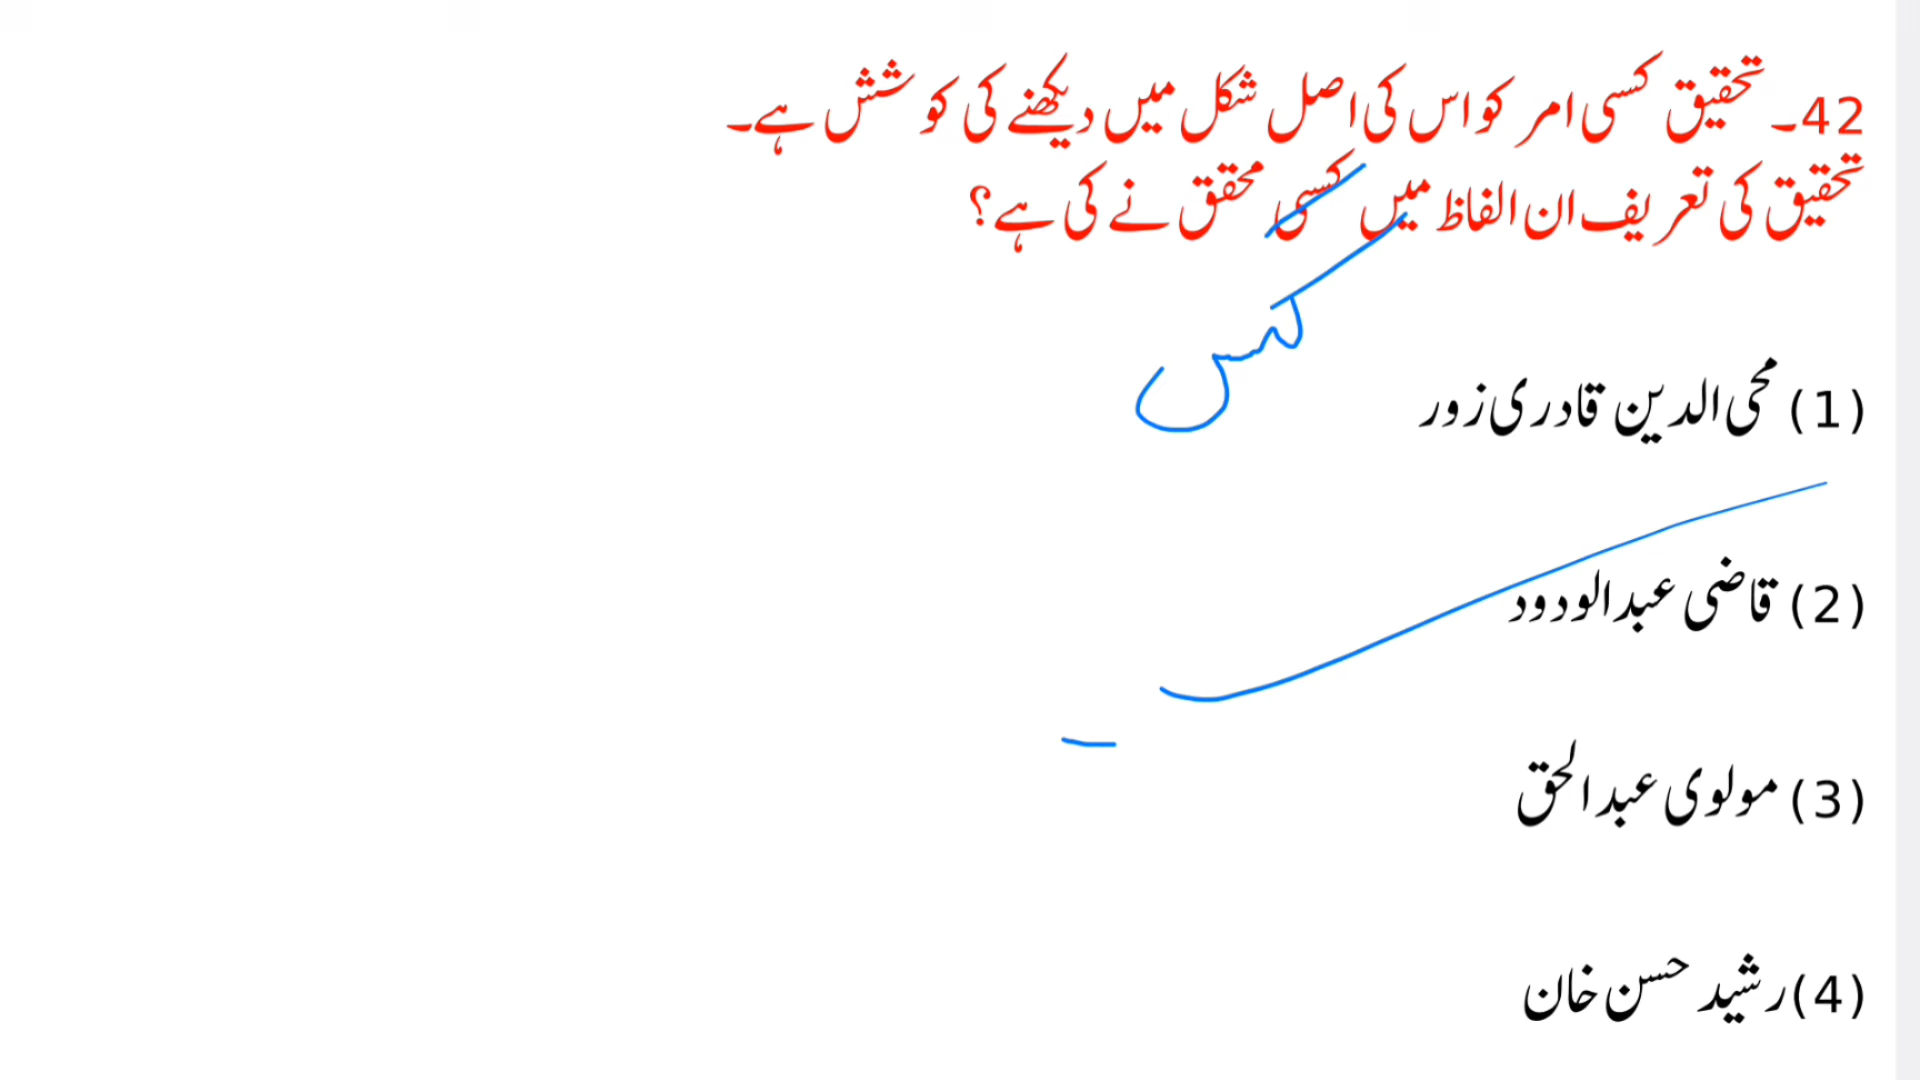 42۔ تحقیق کسی امر کو اس کی اصل شکل میں دیکھنے کی کوشش ہے۔
تحقیق کی تعریف ان الفاظ میں کسی محقق نے کی ہے؟
کس
(1) محی الدین قادری زور
(2) قاضی عبدالودود
(3) مولوی عبدالحق
(4) رشید حسن خان